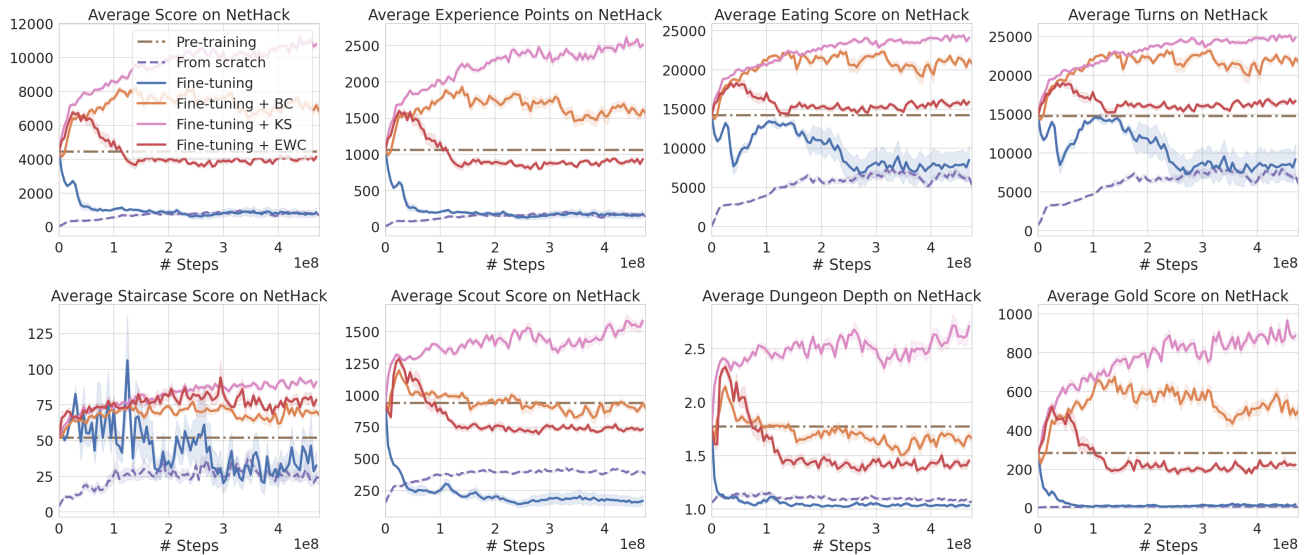 Average Score on NetHack
12000
10000
8000
6000
4000
2000
0
0
1
2
3
4
1e8
# Steps
Pre-training
From scratch
Fine-tuning
Fine-tuning + BC
Fine-tuning + KS
Fine-tuning + EWC
Average Experience Points on NetHack
2500
2000
1500
1000
500
0
0
1
2
3
4
1e8
# Steps
Average Eating Score on NetHack
25000
20000
15000
10000
5000
0
0
1
2
3
4
1e8
# Steps
Average Turns on NetHack
25000
20000
15000
10000
5000
0
0
1
2
3
4
1e8
# Steps
Average Staircase Score on NetHack
125
100
75
50
25
0
0
1
2
3
4
1e8
# Steps
Average Scout Score on NetHack
1500
1250
1000
750
500
250
0
1
2
3
4
1e8
# Steps
Average Dungeon Depth on NetHack
2.5
2.0
1.5
1.0
0
1
2
3
4
1e8
# Steps
Average Gold Score on NetHack
1000
800
600
400
200
0
0
1
2
3
4
1e8
# Steps